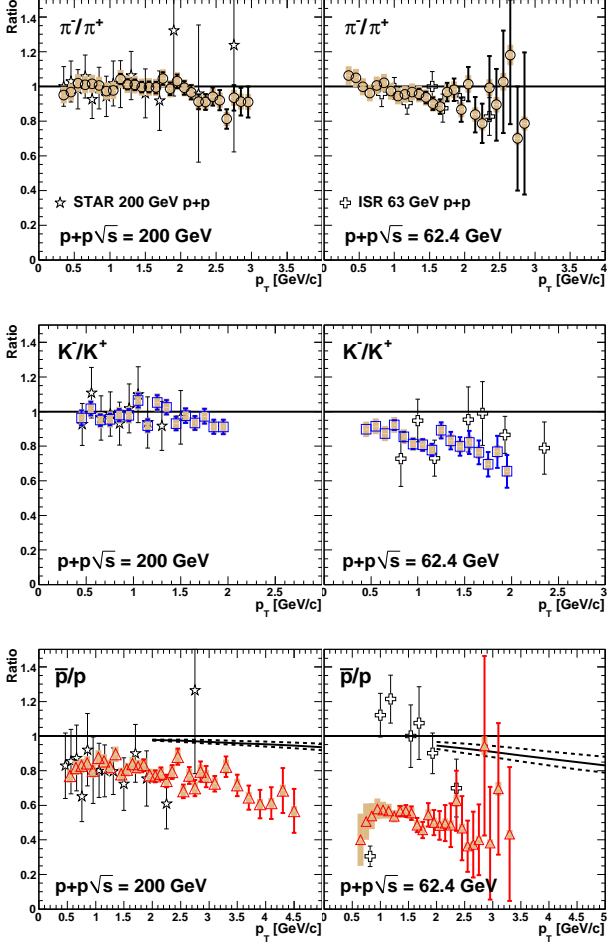 Ratio
1.4
1.2
1
0.8
0.6
0.4
0.2
0
π⁻/π⁺
STAR 200 GeV p+p
p+p√s = 200 GeV
0 0.5 1 1.5 2 2.5 3 3.5
p_T [GeV/c]
π⁻/π⁺
ISR 63 GeV p+p
p+p√s = 62.4 GeV
0 0.5 1 1.5 2 2.5 3 3.5 4
p_T [GeV/c]
Ratio
1.4
1.2
1
0.8
0.6
0.4
0.2
0
K⁻/K⁺
p+p√s = 200 GeV
0 0.5 1 1.5 2 2.5
p_T [GeV/c]
K⁻/K⁺
p+p√s = 62.4 GeV
0 0.5 1 1.5 2 2.5 3
p_T [GeV/c]
Ratio
1.4
1.2
1
0.8
0.6
0.4
0.2
0
p̅/p
p+p√s = 200 GeV
0 0.5 1 1.5 2 2.5 3 3.5 4 4.5
p_T [GeV/c]
p̅/p
p+p√s = 62.4 GeV
0 0.5 1 1.5 2 2.5 3 3.5 4 4.5 5
p_T [GeV/c]